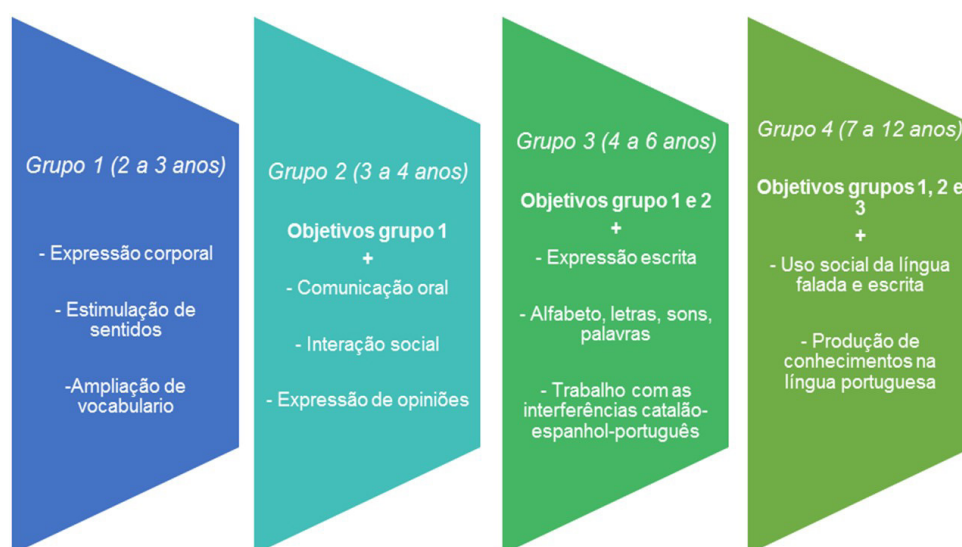 Grupo 1 (2 a 3 anos)
- Expressão corporal
- Estimulação de
sentidos
-Ampliação de
vocabulario
Grupo 2 (3 a 4 anos)
Objetivos grupo 1
+
- Comunicação oral
- Interação social
- Expressão de opiniões
Grupo 3 (4 a 6 anos)
Objetivos grupo 1 e 2
+
- Expressão escrita
- Alfabeto, letras, sons,
palavras
- Trabalho com as
interferências catalão-
espanhol-português
Grupo 4 (7 a 12 anos)
Objetivos grupos 1, 2 e
3
+
- Uso social da língua
falada e escrita
- Produção de
conhecimentos na
língua portuguesa